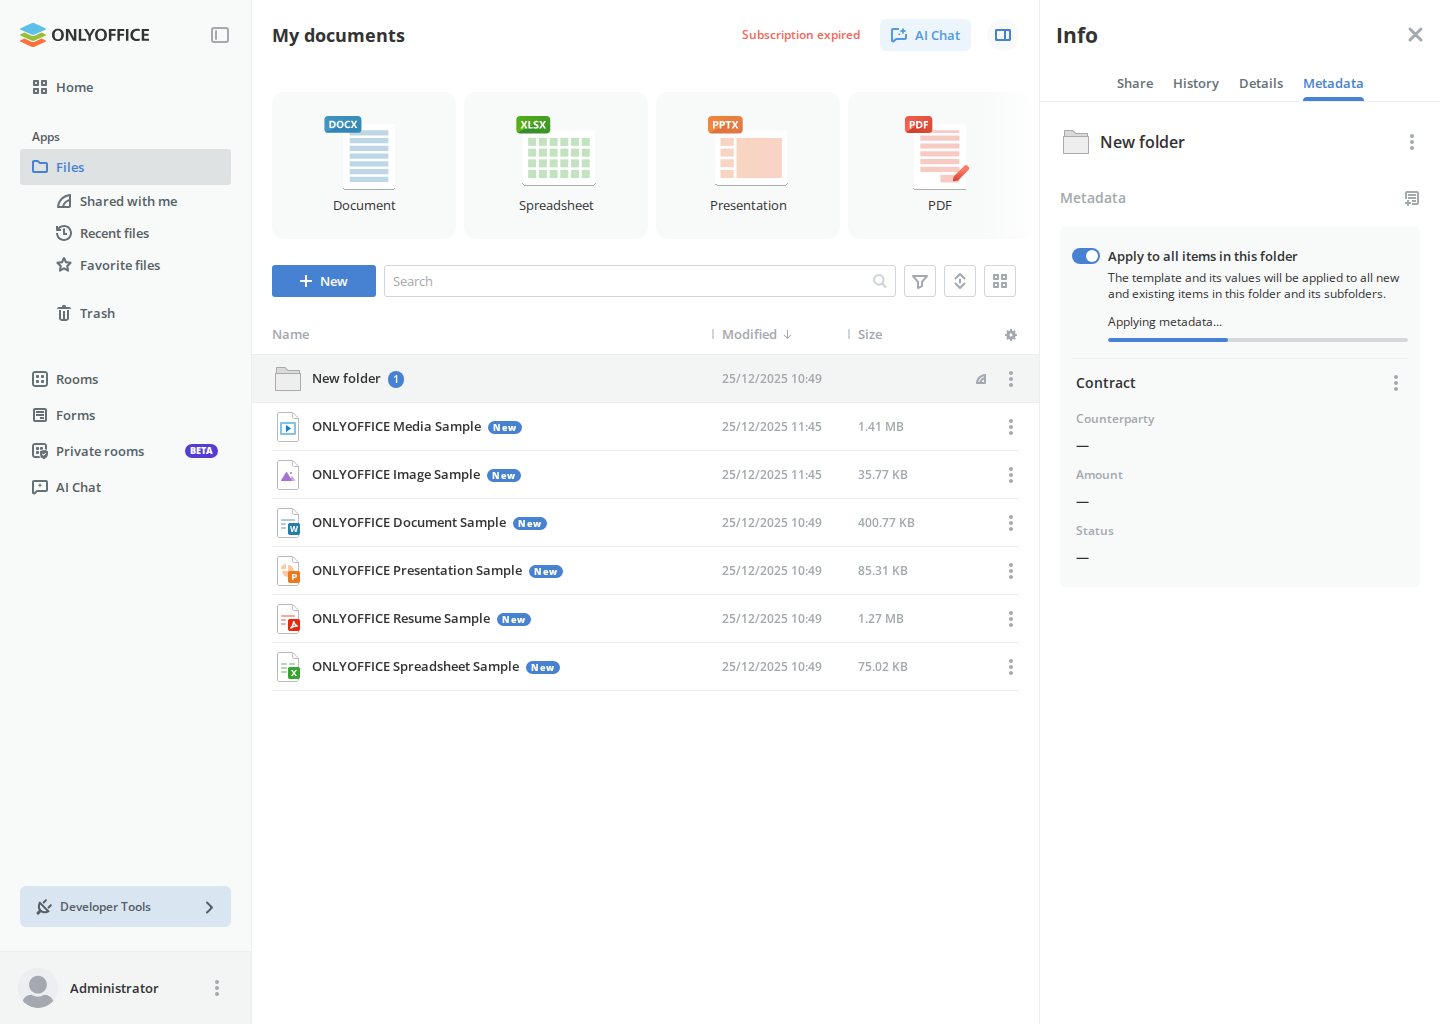 ONLYOFFICE
Home
Apps
Files
Shared with me
Recent files
Favorite files
Trash
Rooms
Forms
Private rooms BETA
AI Chat
Developer Tools
Administrator
My documents
Subscription expired
AI Chat
DOCX
Document
XLSX
Spreadsheet
PPTX
Presentation
PDF
PDF
New
Search
Name Modified Size
New folder 1 25/12/2025 10:49
ONLYOFFICE Media Sample New 25/12/2025 11:45 1.41 MB
ONLYOFFICE Image Sample New 25/12/2025 11:45 35.77 KB
W
ONLYOFFICE Document Sample New 25/12/2025 10:49 400.77 KB
P
ONLYOFFICE Presentation Sample New 25/12/2025 10:49 85.31 KB
ONLYOFFICE Resume Sample New 25/12/2025 10:49 1.27 MB
X
ONLYOFFICE Spreadsheet Sample New 25/12/2025 10:49 75.02 KB
Info
Share History Details Metadata
New folder
Metadata
Apply to all items in this folder
The template and its values will be applied to all new
and existing items in this folder and its subfolders.
Applying metadata...
Contract
Counterparty
—
Amount
—
Status
—